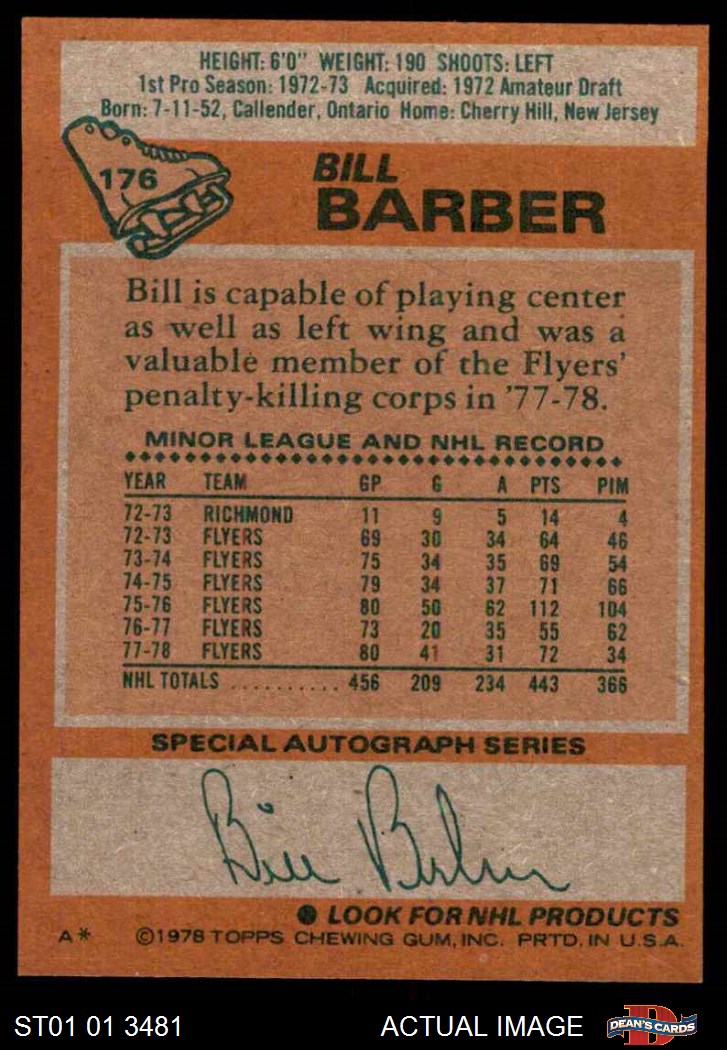 HEIGHT: 6'0" WEIGHT: 190 SHOOTS: LEFT
1st Pro Season: 1972-73 Acquired: 1972 Amateur Draft
Born: 7-11-52, Callender, Ontario Home: Cherry Hill, New Jersey
176
BILL
BARBER
Bill is capable of playing center
as well as left wing and was a
valuable member of the Flyers'
penalty-killing corps in '77-78.
MINOR LEAGUE AND NHL RECORD
YEAR TEAM GP G A PTS PIM
72-73 RICHMOND 11 9 5 14 4
72-73 FLYERS 69 30 34 64 46
73-74 FLYERS 75 34 35 69 54
74-75 FLYERS 79 34 37 71 66
75-76 FLYERS 80 50 62 112 104
76-77 FLYERS 73 20 35 55 62
77-78 FLYERS 80 41 31 72 34
NHL TOTALS .......... 456 209 234 443 366
SPECIAL AUTOGRAPH SERIES
Bill Barber
● LOOK FOR NHL PRODUCTS
A* ©1978 TOPPS CHEWING GUM, INC. PRTD. IN U.S.A.
ST01 01 3481 ACTUAL IMAGE D DEAN'S CARDS